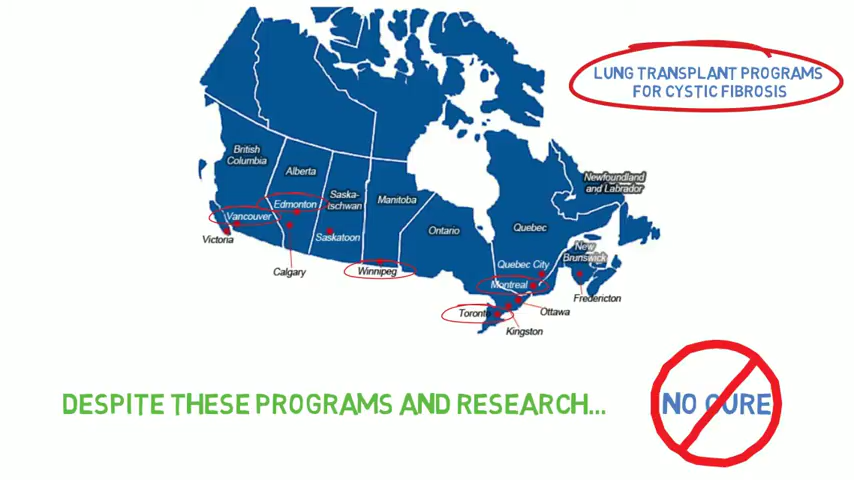 LUNG TRANSPLANT PROGRAMS
FOR CYSTIC FIBROSIS
British
Columbia
Alberta
Saska-
tschwan
Manitoba
Ontario
Quebec
Newfoundland
and Labrador
New
Brunswick
Edmonton
Vancouver
Victoria
Calgary
Saskatoon
Winnipeg
Quebec City
Montreal
Fredericton
Ottawa
Toronto
Kingston
DESPITE THESE PROGRAMS AND RESEARCH...
NO CURE